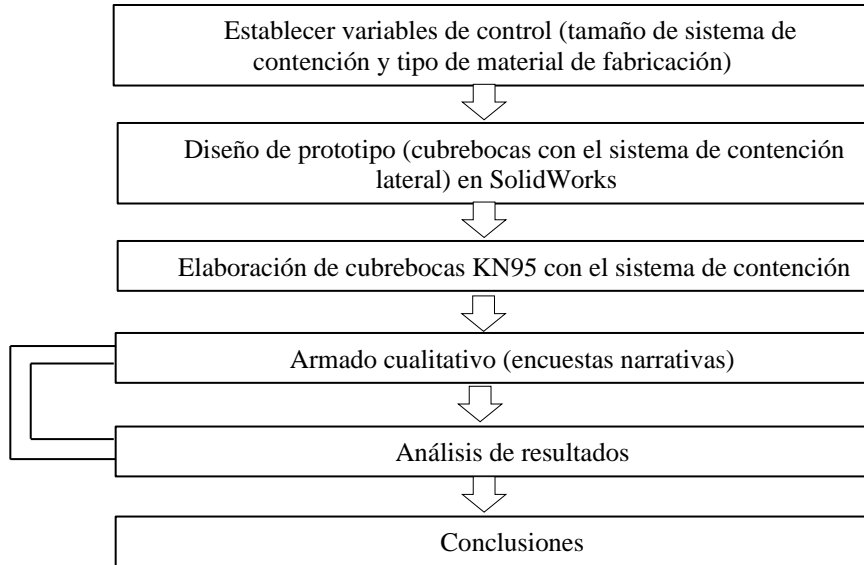 Establecer variables de control (tamaño de sistema de
contención y tipo de material de fabricación)
Diseño de prototipo (cubrebocas con el sistema de contención
lateral) en SolidWorks
Elaboración de cubrebocas KN95 con el sistema de contención
Armado cualitativo (encuestas narrativas)
Análisis de resultados
Conclusiones